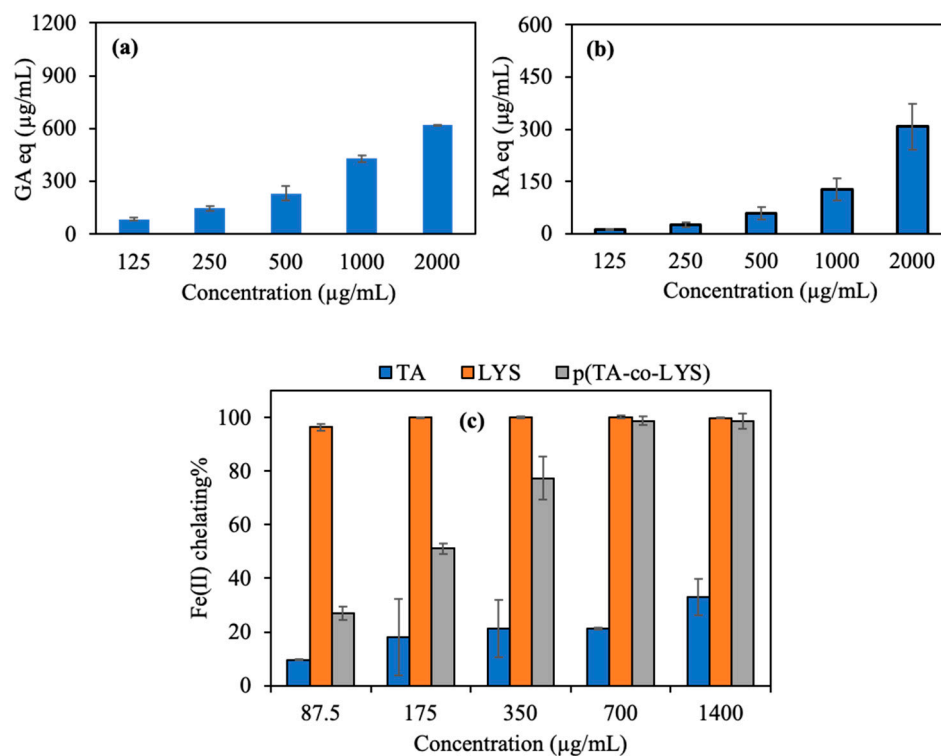 (a)
GA eq (µg/mL)
1200
900
600
300
0
125 250 500 1000 2000
Concentration (µg/mL)
(b)
RA eq (µg/mL)
600
450
300
150
0
125 250 500 1000 2000
Concentration (µg/mL)
TA LYS p(TA-co-LYS)
(c)
Fe(II) chelating%
100
80
60
40
20
0
87.5 175 350 700 1400
Concentration (µg/mL)